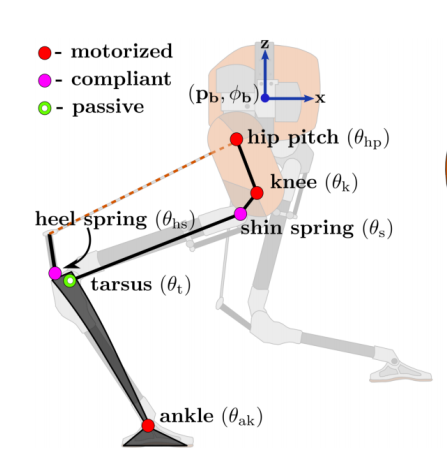 - motorized
- compliant
- passive
z
(p_b, ϕ_b)
x
hip pitch (θ_hp)
knee (θ_k)
heel spring (θ_hs)
shin spring (θ_s)
tarsus (θ_t)
ankle (θ_ak)